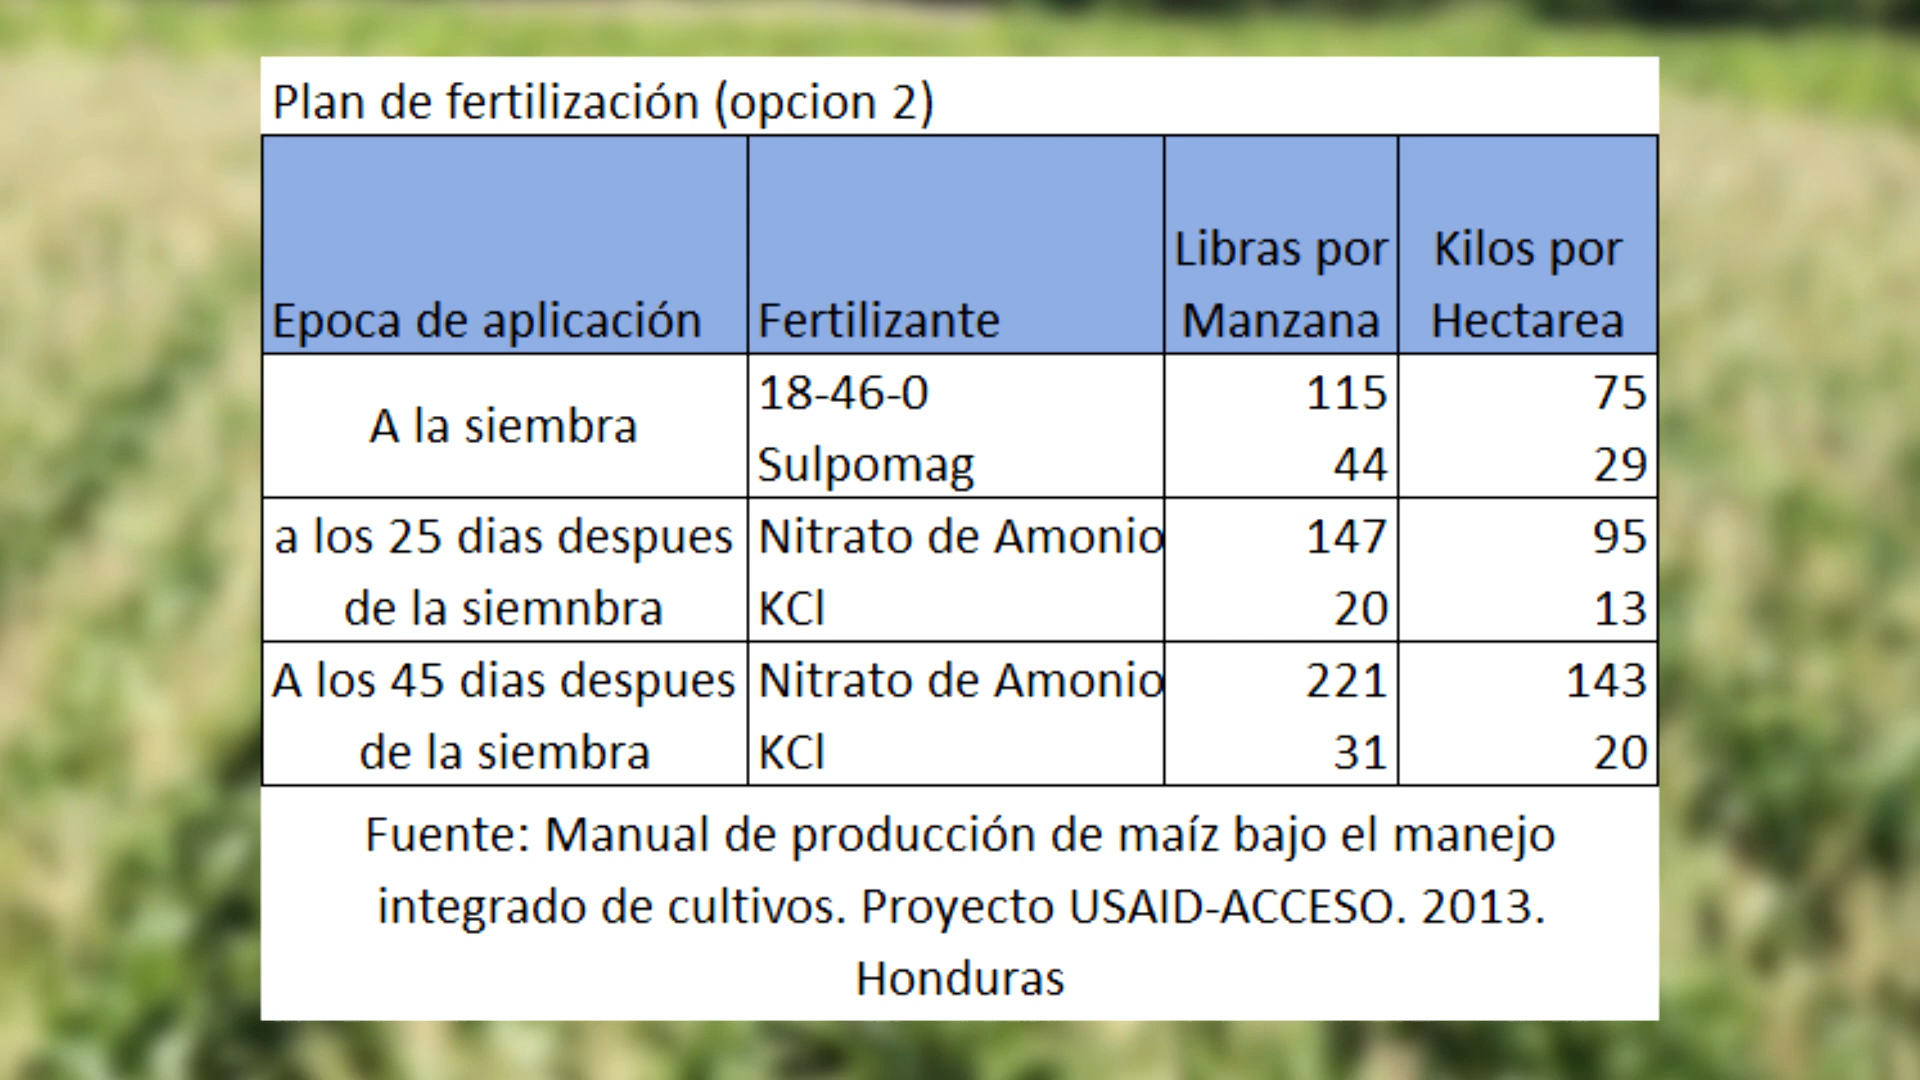 Plan de fertilización (opcion 2)
Epoca de aplicación Fertilizante Libras por Manzana Kilos por Hectarea
A la siembra 18-46-0 115 75
Sulpomag 44 29
a los 25 dias despues Nitrato de Amonio 147 95
de la siemnbra KCl 20 13
A los 45 dias despues Nitrato de Amonio 221 143
de la siembra KCl 31 20
Fuente: Manual de producción de maíz bajo el manejo
integrado de cultivos. Proyecto USAID-ACCESO. 2013.
Honduras